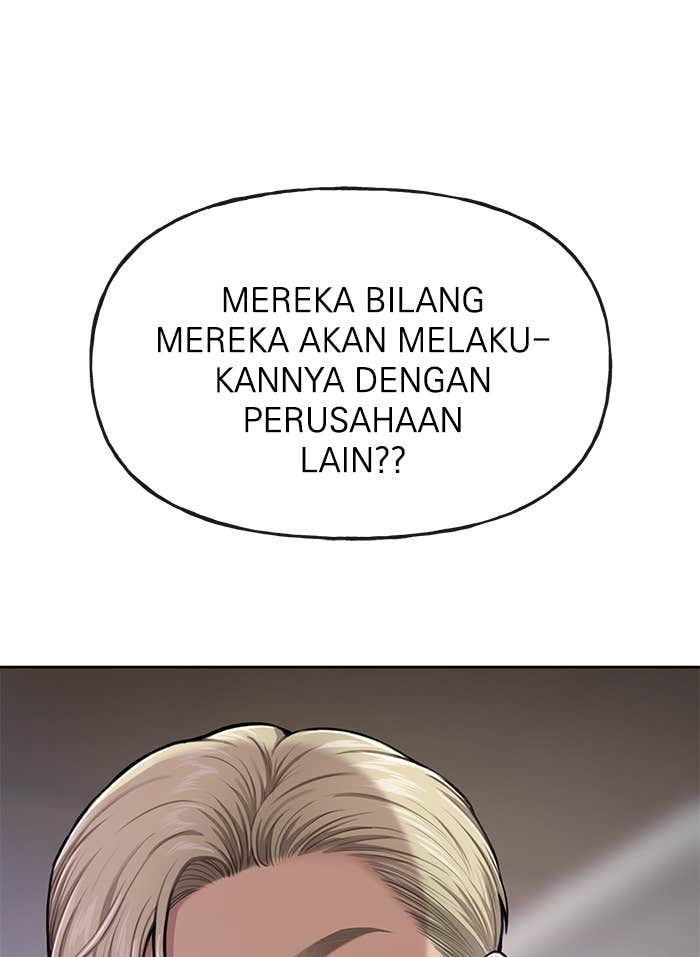 MEREKA BILANG
MEREKA AKAN MELAKU-
KANNYA DENGAN
PERUSAHAAN
LAIN??